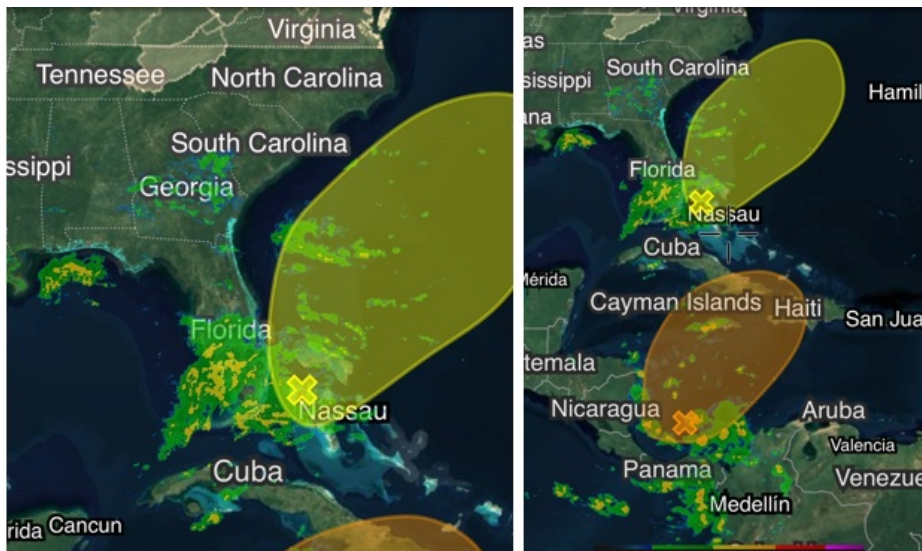 Virginia
Tennessee
North Carolina
South Carolina
ssippi
Georgia
Florida
Nassau
Cuba
rida Cancun
Virginia
as
South Carolina
sissippi
Hamil
ana
Florida
Nassau
Cuba
Mérida
Cayman Islands
Haiti
San Jua
temala
Nicaragua
Aruba
Valencia
Panama
Venezue
Medellín